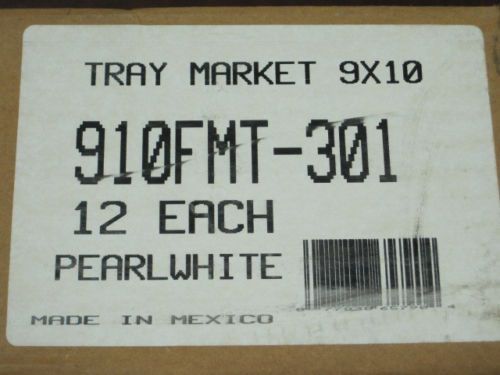 TRAY MARKET 9X10
910FMT-301
12 EACH
PEARLWHITE
MADE IN MEXICO